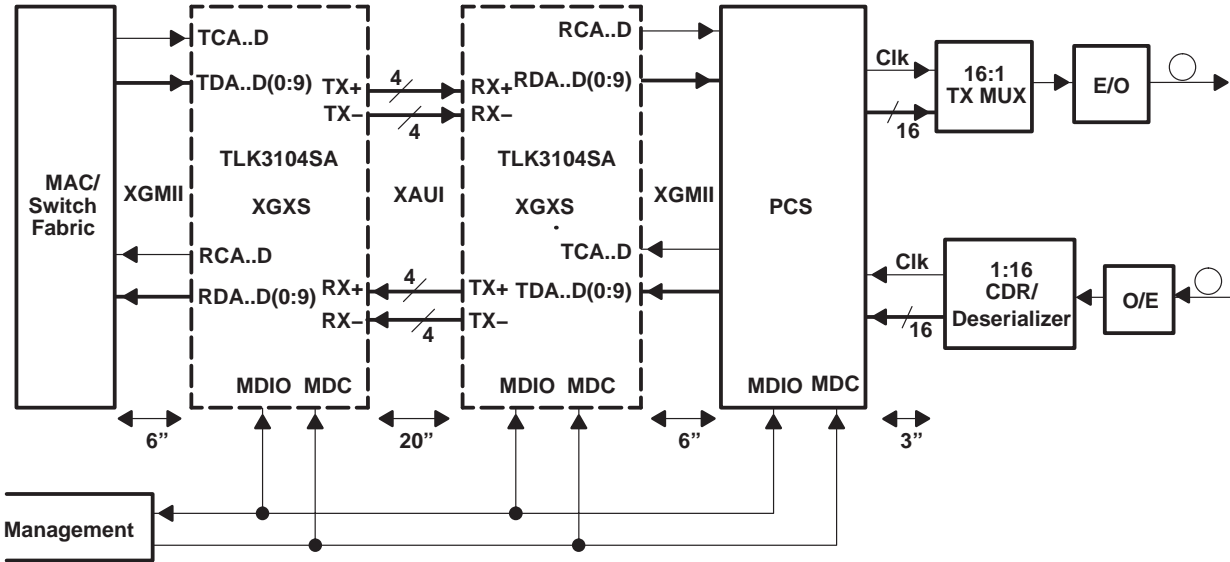 TCA..D
TDA..D(0:9)
TX+
TX–
4
4
TLK3104SA
XGXS
RCA..D
RDA..D(0:9)
RX+
RX–
MDIO MDC
MAC/
Switch
Fabric
XGMII
XAUI
4
4
RCA..D
RDA..D(0:9)
RX+
RX–
TLK3104SA
XGXS
TCA..D
TDA..D(0:9)
TX+
TX–
MDIO MDC
XGMII
PCS
MDIO MDC
Clk
16
16:1
TX MUX
E/O
Clk
16
1:16
CDR/
Deserializer
O/E
6”
20”
6”
3”
Management